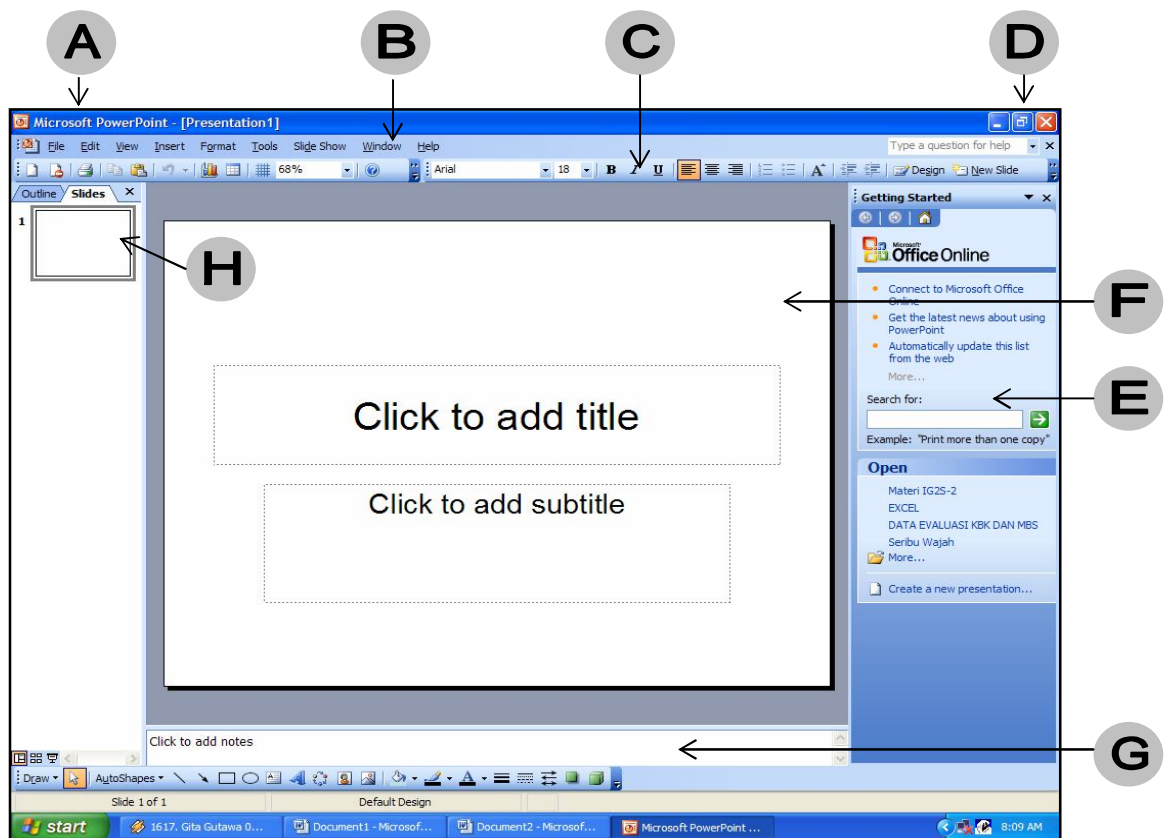 A B C D
Microsoft PowerPoint - [Presentation1]
File Edit View Insert Format Tools Slide Show Window Help Type a question for help
68% Arial 18 B I U A Design New Slide
Outline Slides Getting Started
1
H
Microsoft
Office Online
Connect to Microsoft Office
Online
F
Get the latest news about using
PowerPoint
Automatically update this list
from the web
More...
Search for:
E
Example: "Print more than one copy"
Click to add title
Click to add subtitle
Open
Materi IG2S-2
EXCEL
DATA EVALUASI KBK DAN MBS
Seribu Wajah
More...
Create a new presentation...
Click to add notes
G
Draw AutoShapes A
Slide 1 of 1 Default Design
start 1617. Gita Gutawa 0... Document1 - Microsof... Document2 - Microsof... Microsoft PowerPoint ... 8:09 AM